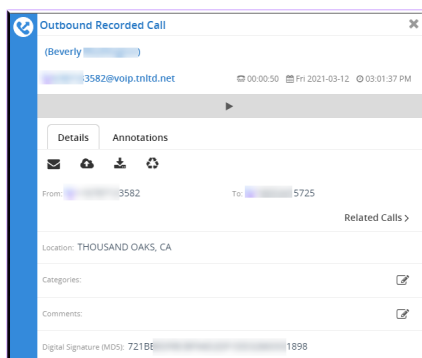 Outbound Recorded Call
(Beverly )
3582@voip.tnltd.net 00:00:50 Fri 2021-03-12 03:01:37 PM
Details Annotations
From: 3582 To: 5725
Related Calls >
Location: THOUSAND OAKS, CA
Categories:
Comments:
Digital Signature (MD5): 721BE 1898